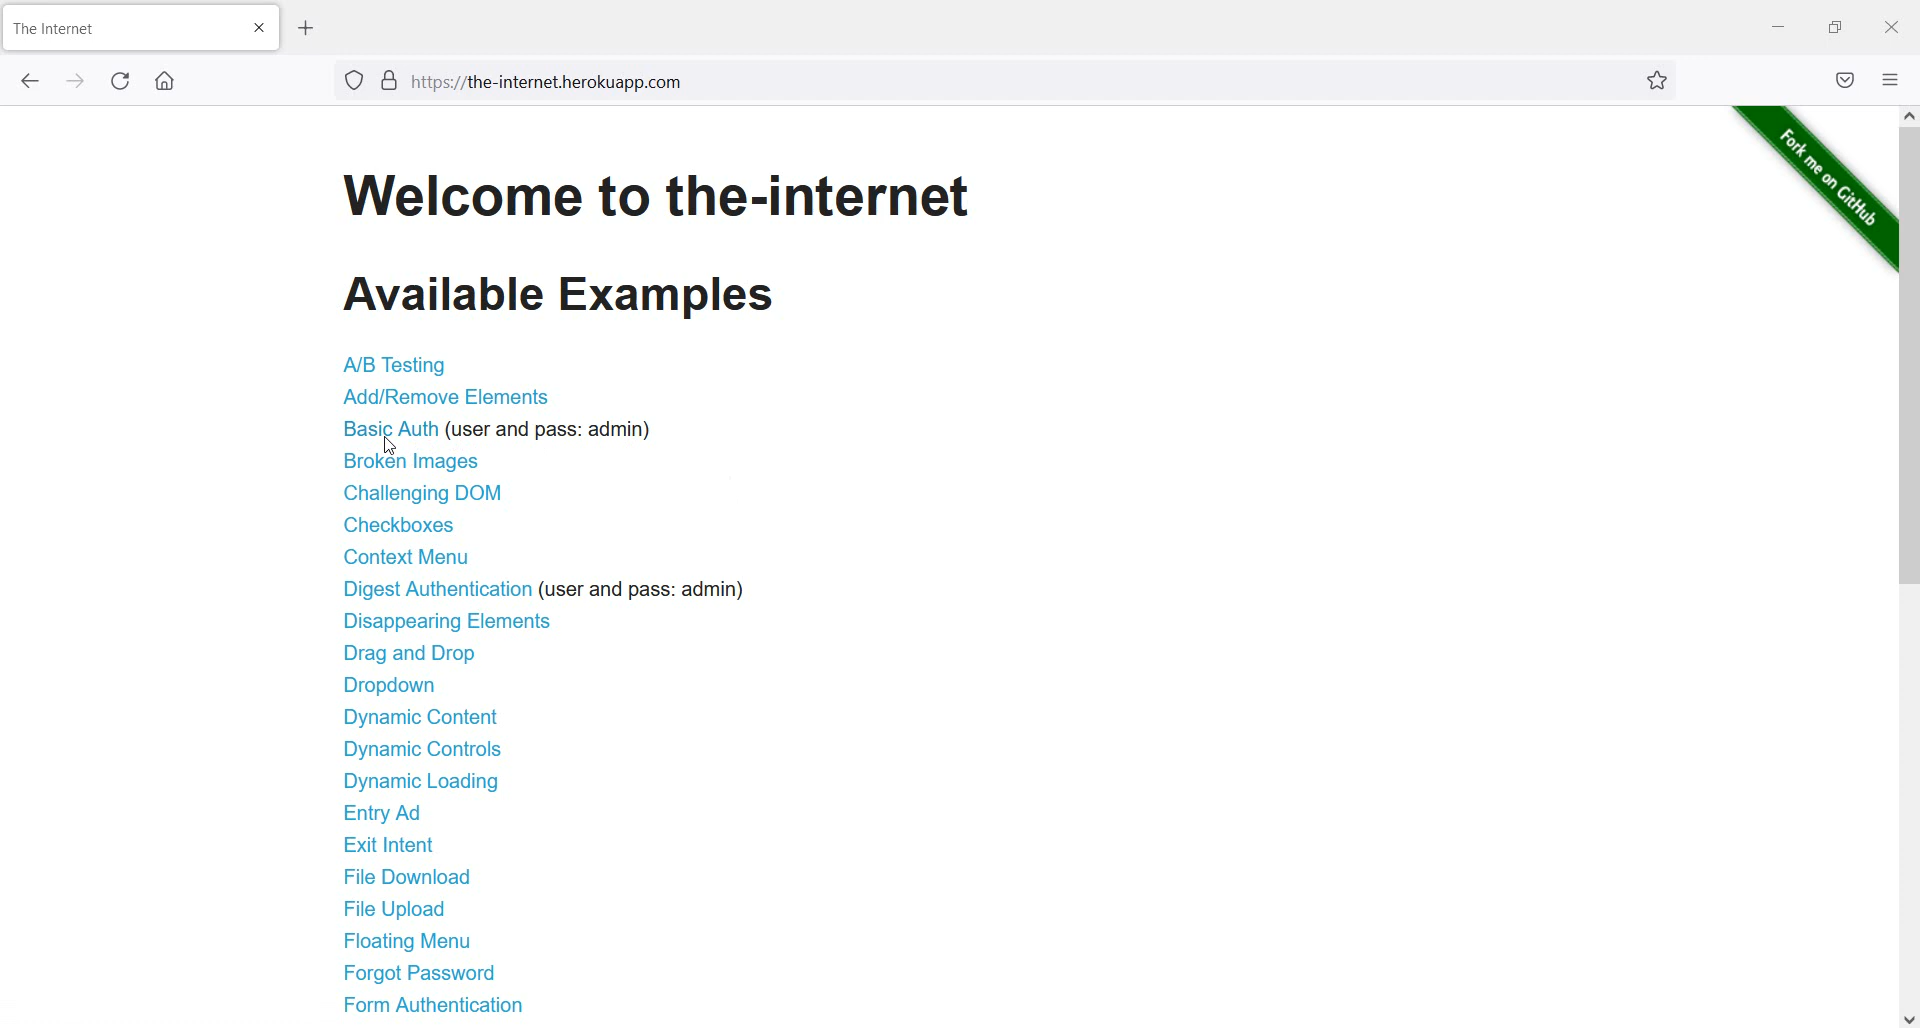 The Internet
https://the-internet.herokuapp.com
Fork me on GitHub
Welcome to the-internet
Available Examples
A/B Testing
Add/Remove Elements
Basic Auth (user and pass: admin)
Broken Images
Challenging DOM
Checkboxes
Context Menu
Digest Authentication (user and pass: admin)
Disappearing Elements
Drag and Drop
Dropdown
Dynamic Content
Dynamic Controls
Dynamic Loading
Entry Ad
Exit Intent
File Download
File Upload
Floating Menu
Forgot Password
Form Authentication